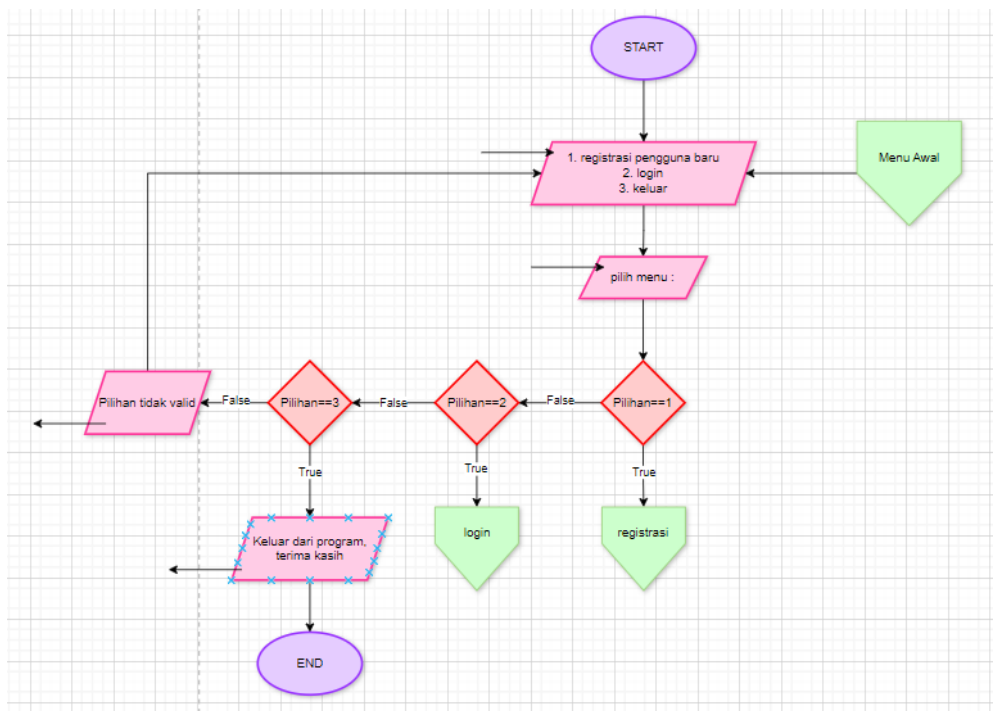 START
1. registrasi pengguna baru
2. login
3. keluar
Menu Awal
pilih menu :
Pilihan tidak valid
False
Pilihan==3
False
Pilihan==2
False
Pilihan==1
True
True
True
Keluar dari program,
terima kasih
login
registrasi
END